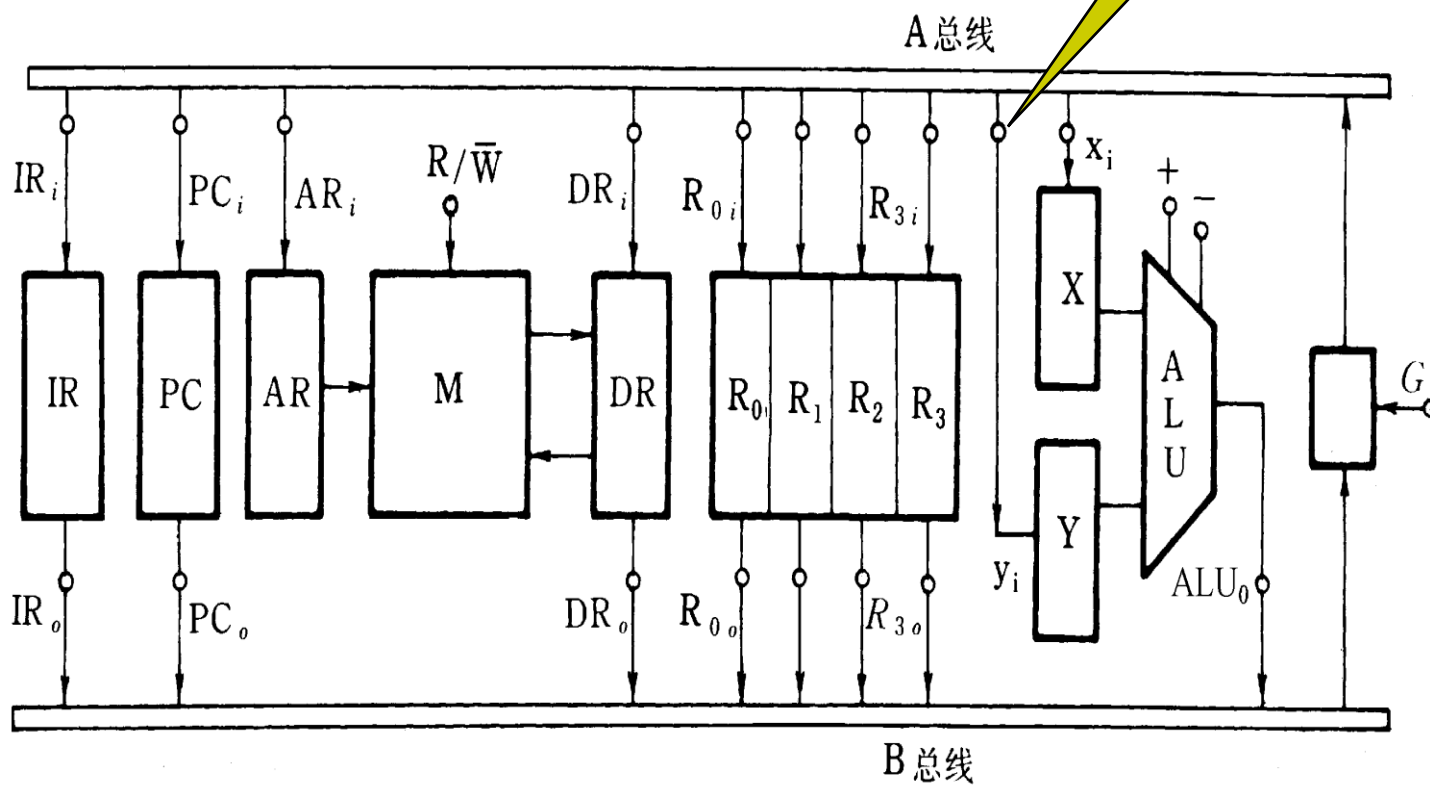 A总线
IRᵢ
PCᵢ
ARᵢ
R/W̅
DRᵢ
R₀ᵢ
R₃ᵢ
xᵢ
+
−
IR
PC
AR
M
DR
R₀
R₁
R₂
R₃
X
Y
ALU
G
IRₒ
PCₒ
DRₒ
R₀ₒ
R₃ₒ
yᵢ
ALU₀
B总线